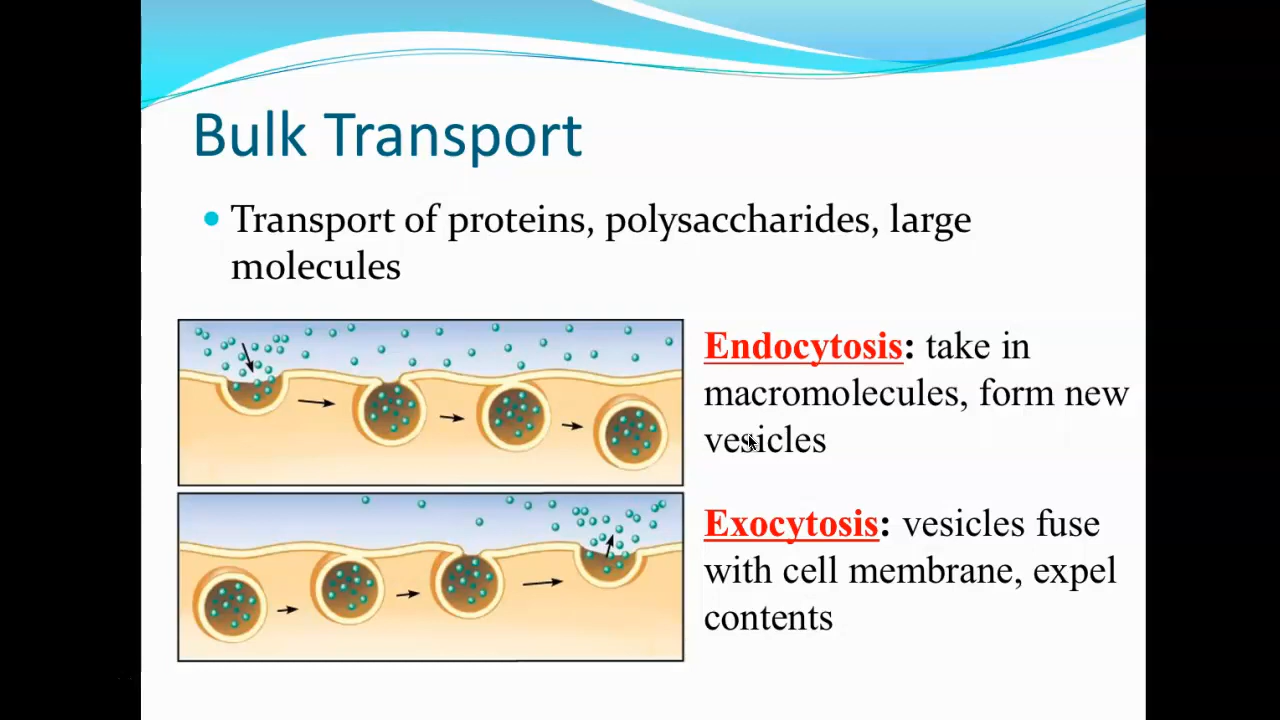 Bulk Transport
Transport of proteins, polysaccharides, large
molecules
Endocytosis: take in
macromolecules, form new
vesicles
Exocytosis: vesicles fuse
with cell membrane, expel
contents